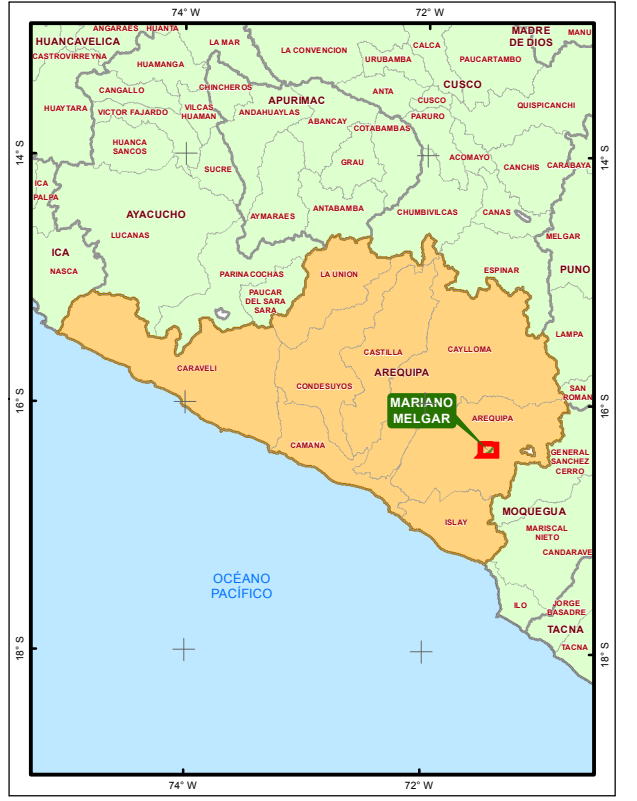 74° W
72° W
ANGARAES
HUANTA
MADRE
DE DIOS
MANU
HUANCAVELICA
LA MAR
LA CONVENCION
CALCA
CASTROVIRREYNA
HUAMANGA
URUBAMBA
PAUCARTAMBO
CANGALLO
CHINCHEROS
APURIMAC
ANTA
CUSCO
HUAYTARA
VICTOR FAJARDO
VILCAS
HUAMAN
ANDAHUAYLAS
ABANCAY
COTABAMBAS
CUSCO
PARURO
QUISPICANCHI
HUANCA
SANCOS
SUCRE
GRAU
ACOMAYO
CANCHIS
CARABAYA
14° S
14° S
ICA
PALPA
AYACUCHO
LUCANAS
AYMARAES
ANTABAMBA
CHUMBIVILCAS
CANAS
MELGAR
ICA
NASCA
PARINACOCHAS
LA UNION
ESPINAR
PUNO
PAUCAR
DEL SARA
SARA
LAMPA
CARAVELI
CASTILLA
CAYLLOMA
AREQUIPA
CONDESUYOS
SAN
ROMAN
16° S
16° S
MARIANO
MELGAR
AREQUIPA
CAMANA
GENERAL
SANCHEZ
CERRO
ISLAY
MOQUEGUA
MARISCAL
NIETO
CANDARAVE
OCÉANO
PACÍFICO
ILO
JORGE
BASADRE
TACNA
TACNA
18° S
18° S
74° W
72° W